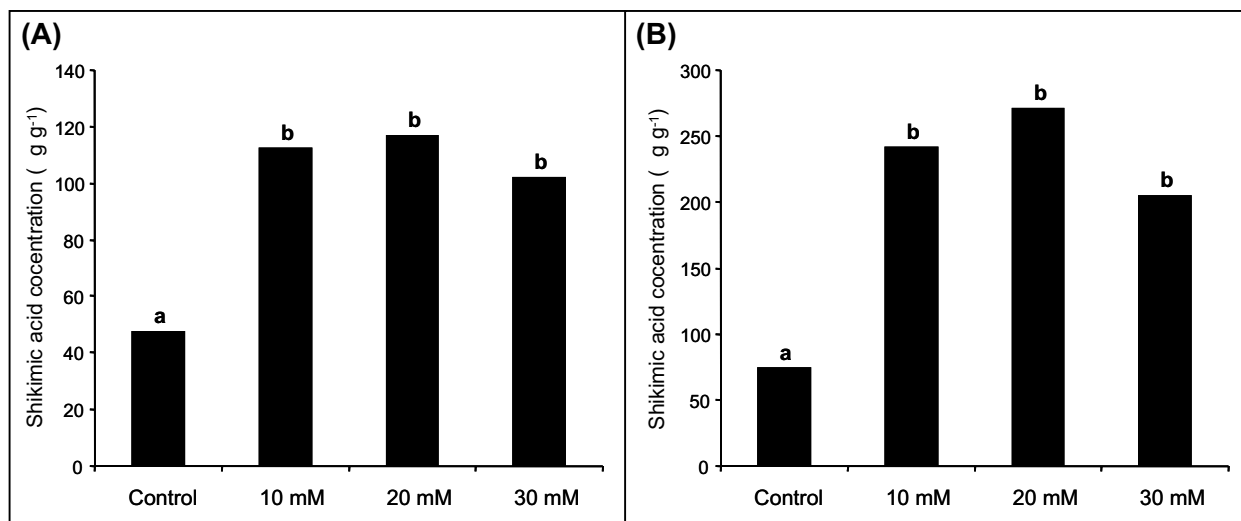 (A)
Shikimic acid cocentration ( g g⁻¹)
140
120
100
80
60
40
20
0
a
b
b
b
Control 10 mM 20 mM 30 mM
(B)
Shikimic acid cocentration ( g g⁻¹)
300
250
200
150
100
50
0
a
b
b
b
Control 10 mM 20 mM 30 mM